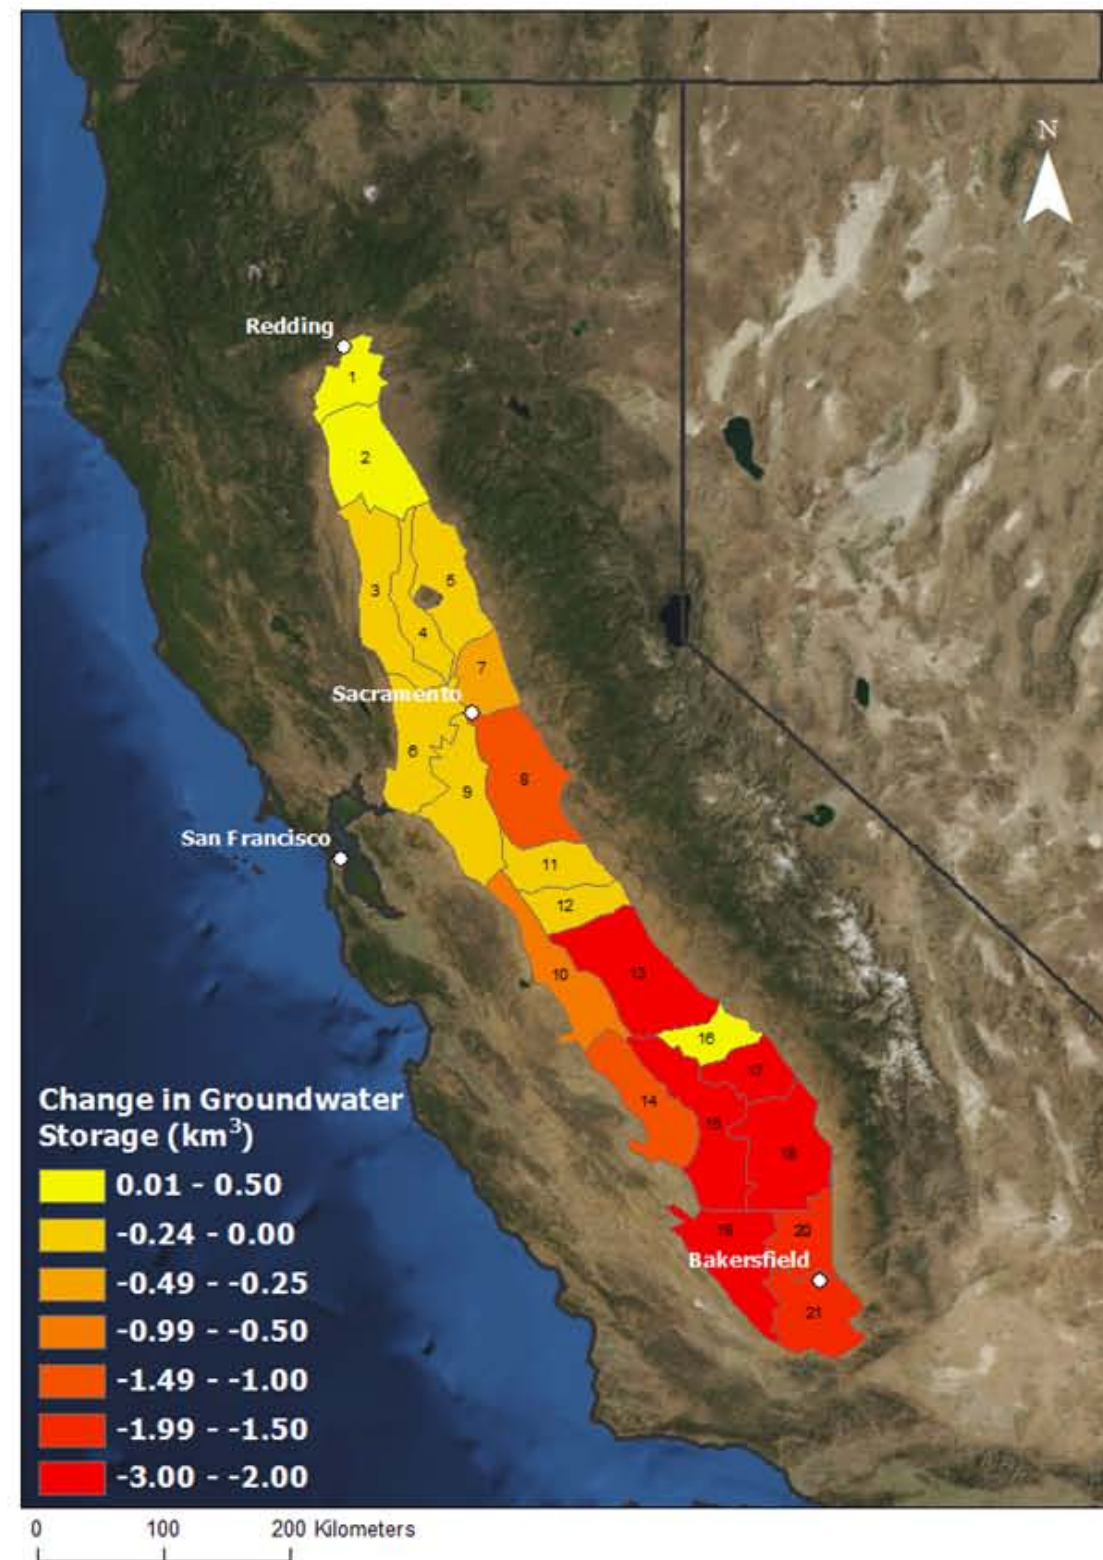 N
Redding
1
2
3
5
4
7
Sacramento
6
8
9
San Francisco
11
12
10
13
16
17
14
15
18
19
20
Bakersfield
21
Change in Groundwater
Storage (km³)
0.01 - 0.50
-0.24 - 0.00
-0.49 - -0.25
-0.99 - -0.50
-1.49 - -1.00
-1.99 - -1.50
-3.00 - -2.00
0 100 200 Kilometers